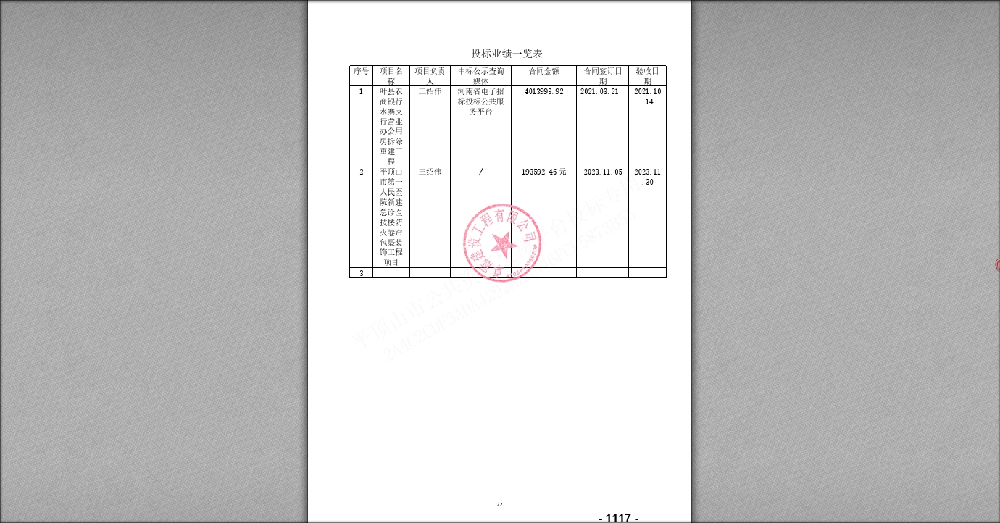 投标业绩一览表
序号 项目名 项目负责 中标公示查询 合同金额 合同签订日 验收日
称 人 媒体 期 期
1 叶县农 王绍伟 河南省电子招 4013993.92 2021.03.21 2021.10
商银行 标投标公共服 .14
水寨支 务平台
行营业
办公用
房拆除
重建工
程
2 平顶山 王绍伟 / 193592.46 元 2023.11.05 2023.11
市第一 .30
人民医
院新建
急诊医
技楼防
火卷帘
包裹装
饰工程
项目
3
建设工程有限公司
平顶山市公共
台投标专用
22
- 1117 -